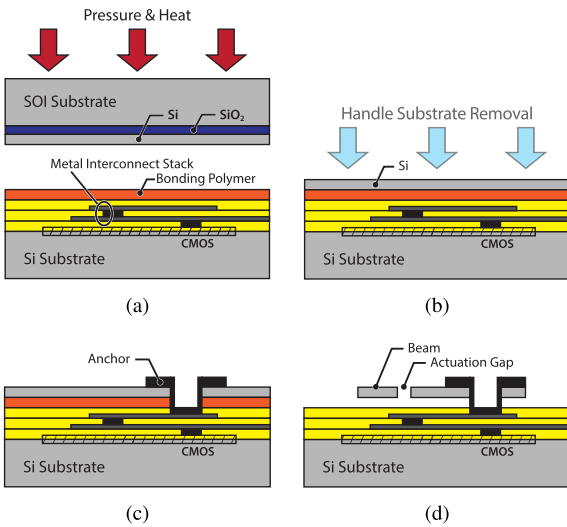 Pressure & Heat
SOI Substrate
Si
SiO₂
Metal Interconnect Stack
Bonding Polymer
CMOS
Si Substrate
(a)
Handle Substrate Removal
Si
CMOS
Si Substrate
(b)
Anchor
CMOS
Si Substrate
(c)
Beam
Actuation Gap
CMOS
Si Substrate
(d)